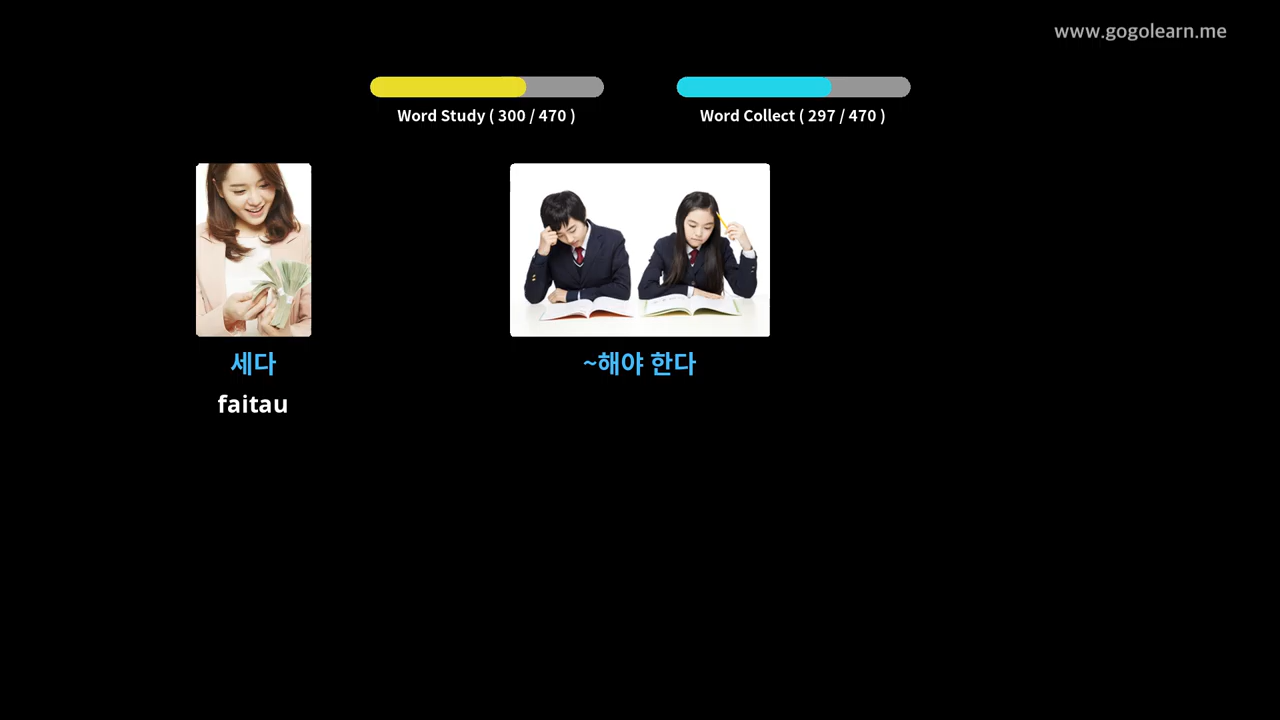 www.gogolearn.me
Word Study ( 300 / 470 )
Word Collect ( 297 / 470 )
세다
~해야 한다
faitau